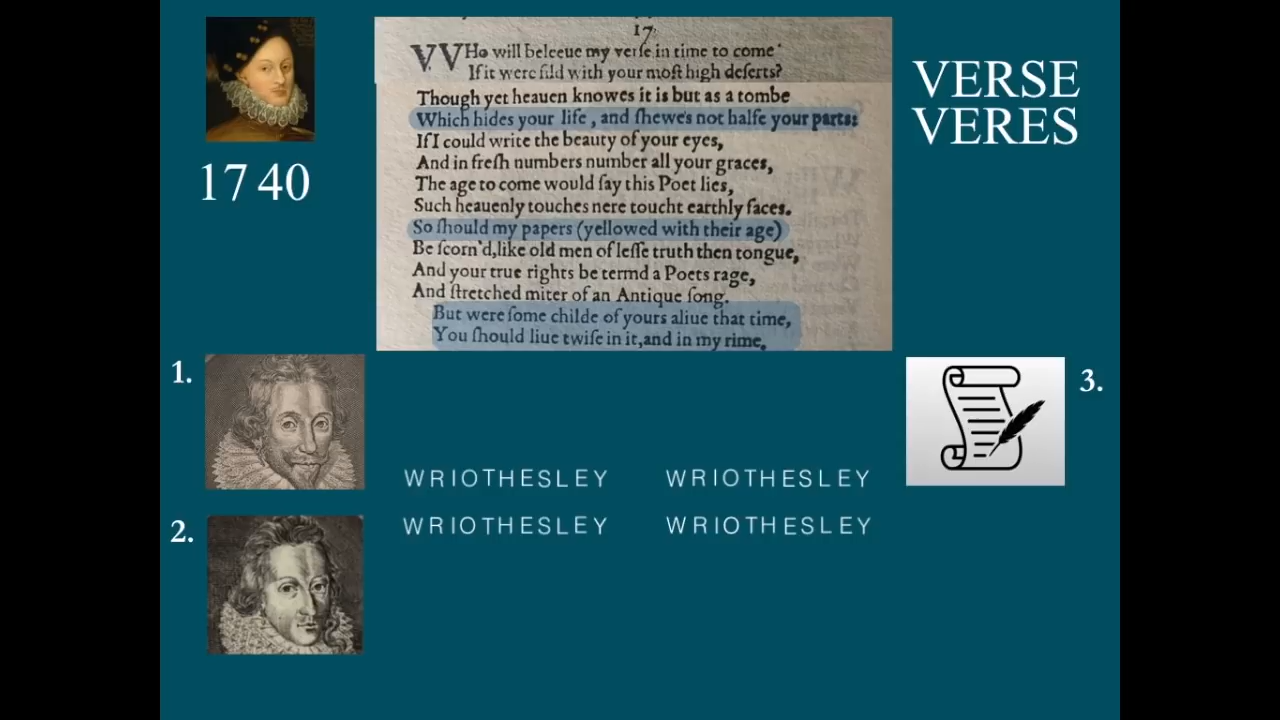 17.
VVHo will beleeue my verſe in time to come
If it were fild with your moſt high deſerts?
Though yet heauen knowes it is but as a tombe
Which hides your life , and ſhewes not halfe your parts:
If I could write the beauty of your eyes,
And in freſh numbers number all your graces,
The age to come would ſay this Poet lies,
Such heauenly touches nere toucht earthly faces.
So ſhould my papers (yellowed with their age)
Be ſcorn'd,like old men of leſſe truth then tongue,
And your true rights be termd a Poets rage,
And ſtretched miter of an Antique ſong.
But were ſome childe of yours aliue that time,
You ſhould liue twiſe in it,and in my rime.
1740
VERSE
VERES
1.
2.
3.
WRIOTHESLEY WRIOTHESLEY
WRIOTHESLEY WRIOTHESLEY